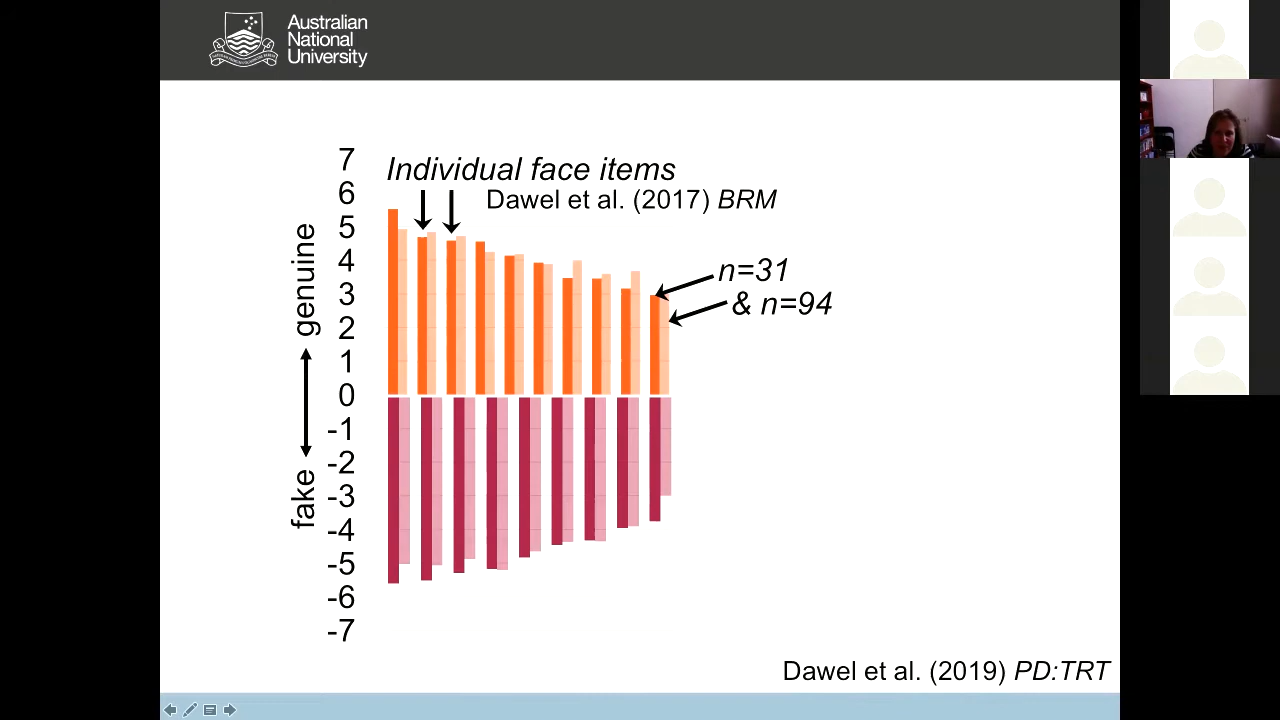 Australian
National
University
Individual face items
Dawel et al. (2017) BRM
n=31
& n=94
genuine
fake
7
6
5
4
3
2
1
0
-1
-2
-3
-4
-5
-6
-7
Dawel et al. (2019) PD:TRT